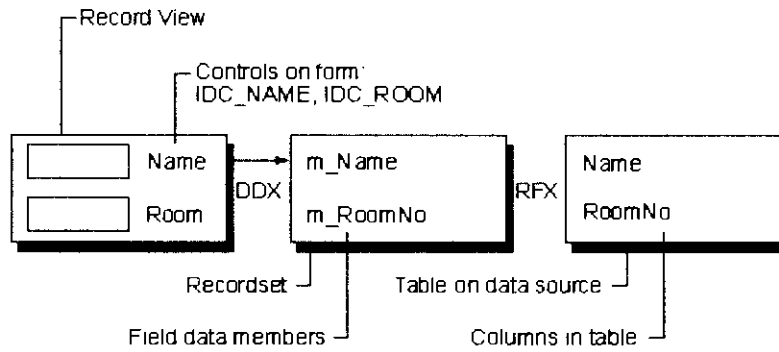 Record View
Controls on form:
IDC_NAME, IDC_ROOM
Name
m_Name
Name
DDX
RFX
Room
m_RoomNo
RoomNo
Recordset
Table on data source
Field data members
Columns in table